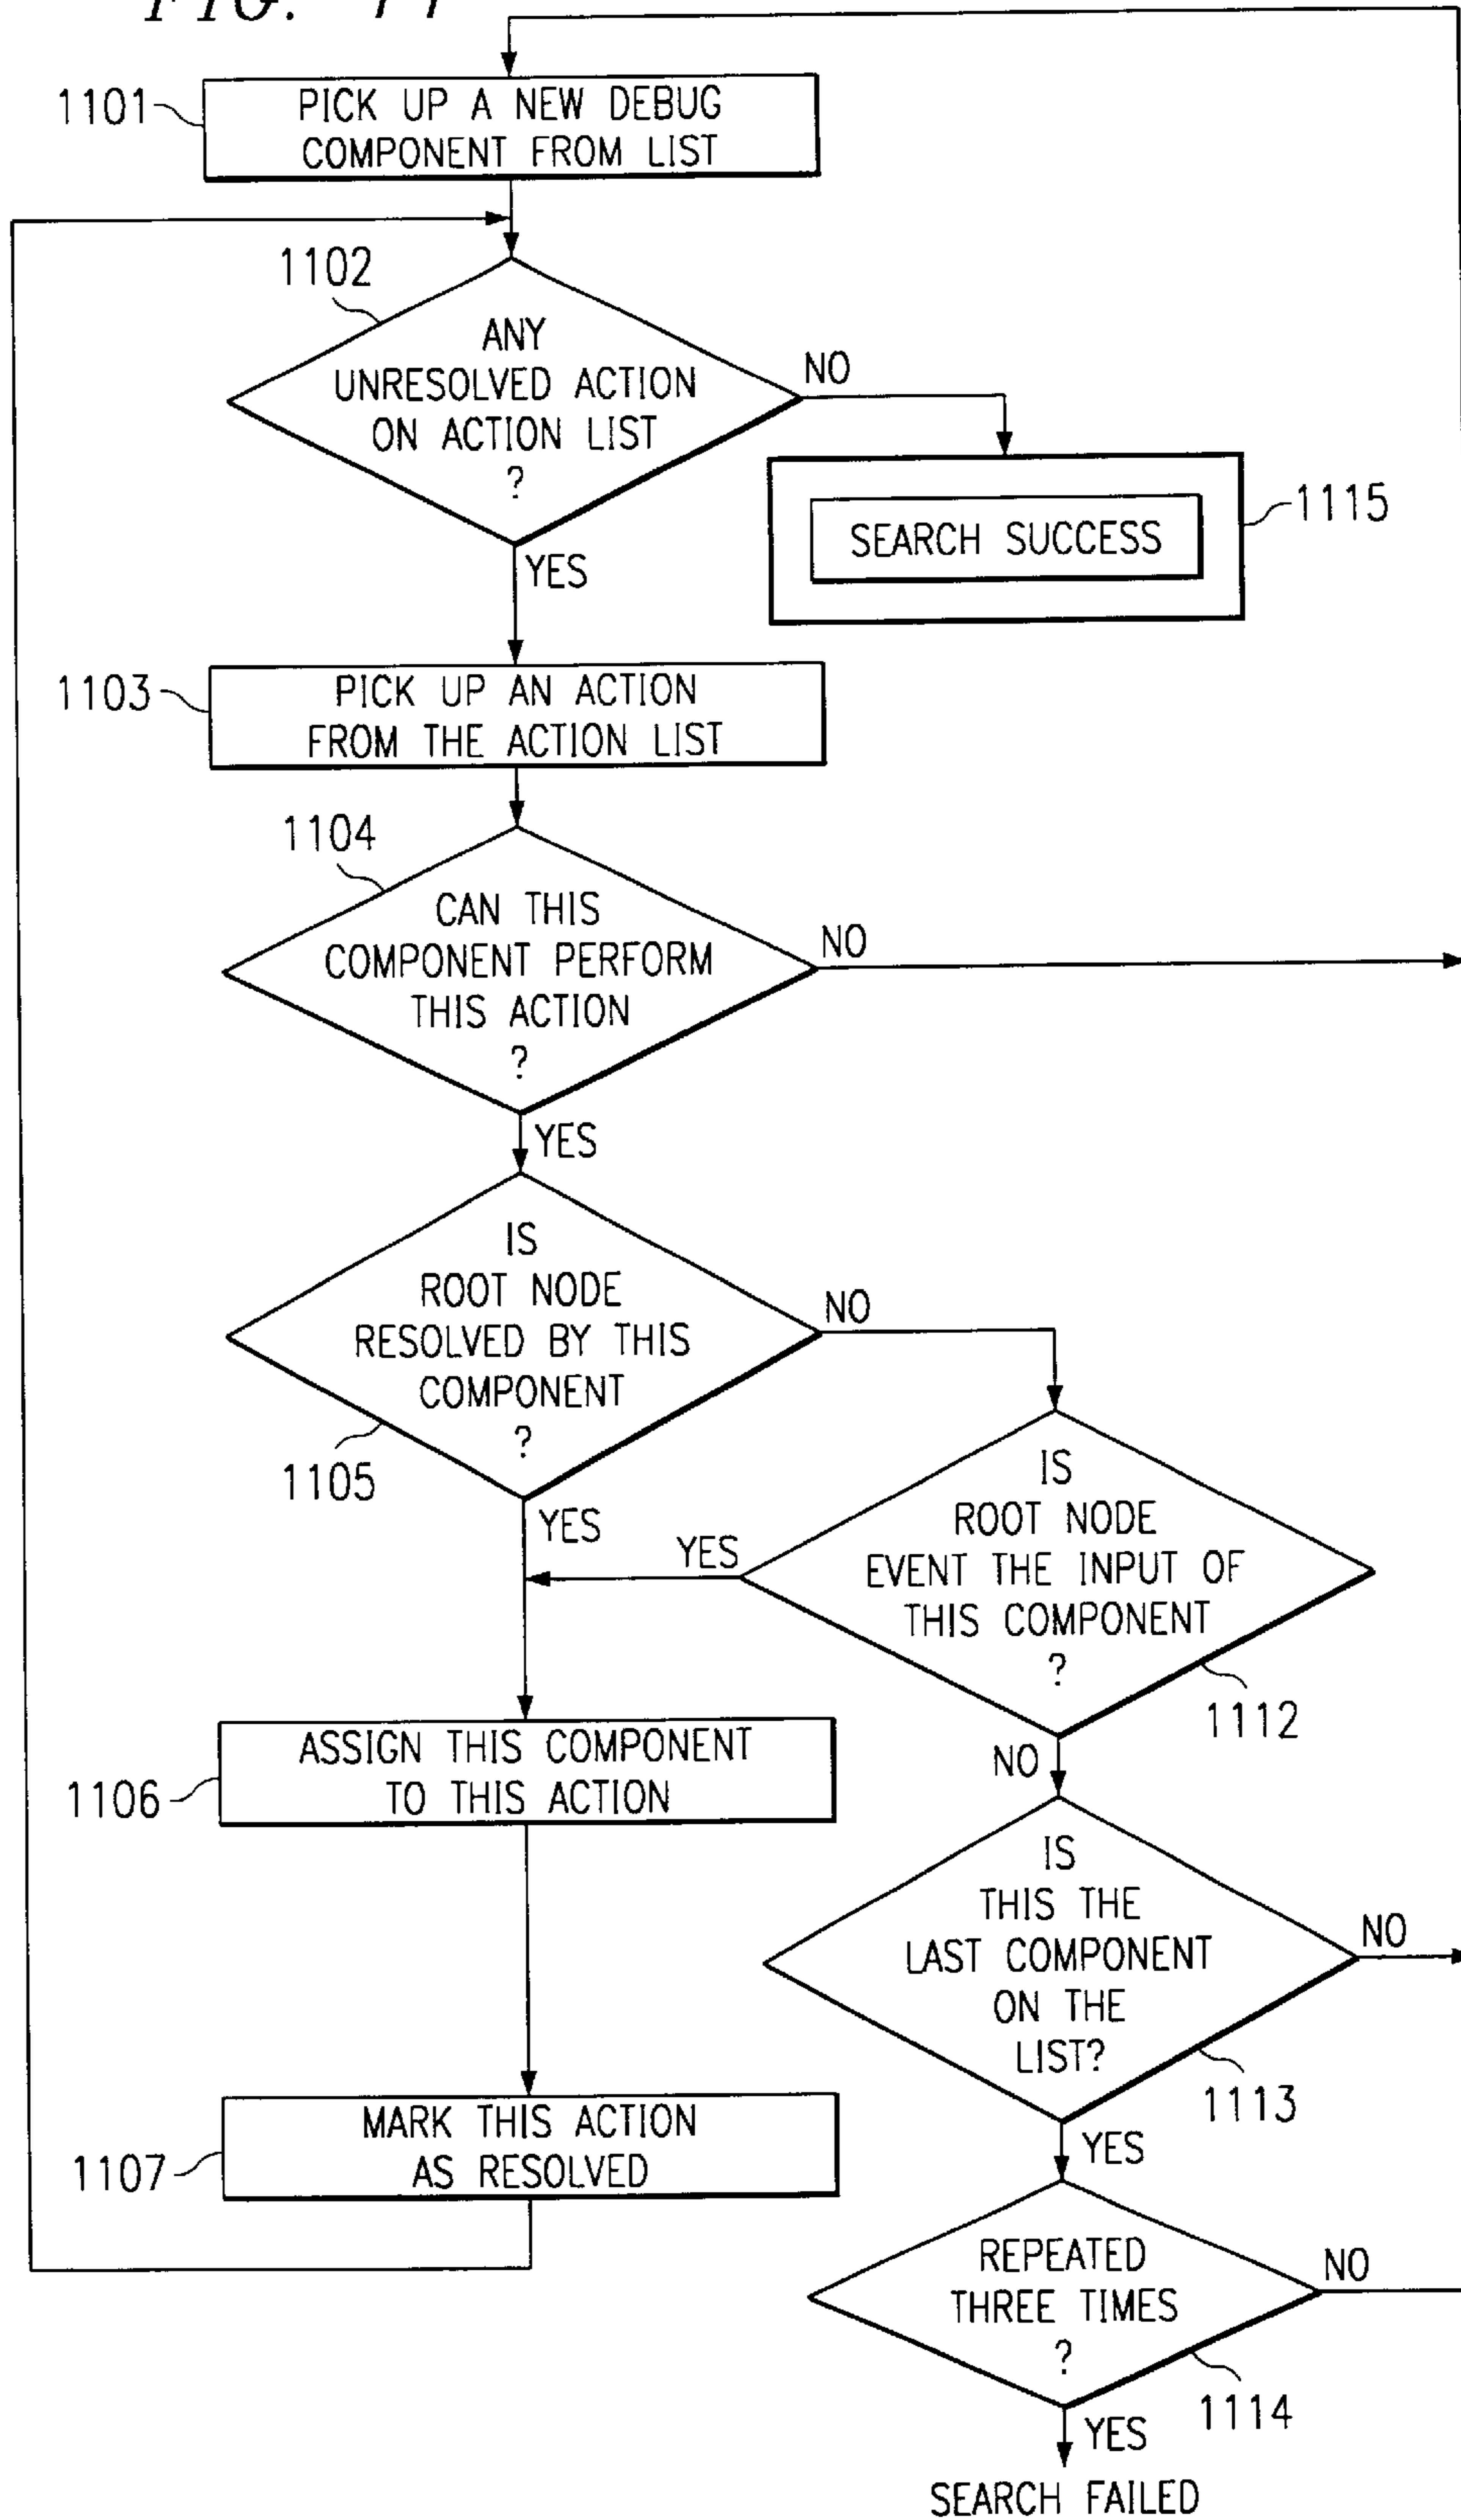 FIG. 11
1101
PICK UP A NEW DEBUG
COMPONENT FROM LIST
1102
ANY
UNRESOLVED ACTION
ON ACTION LIST
?
NO
SEARCH SUCCESS
1115
YES
1103
PICK UP AN ACTION
FROM THE ACTION LIST
1104
CAN THIS
COMPONENT PERFORM
THIS ACTION
?
NO
YES
IS
ROOT NODE
RESOLVED BY THIS
COMPONENT
?
NO
1105
YES
IS
ROOT NODE
EVENT THE INPUT OF
THIS COMPONENT
?
YES
1112
NO
ASSIGN THIS COMPONENT
TO THIS ACTION
1106
IS
THIS THE
LAST COMPONENT
ON THE
LIST?
NO
1113
YES
MARK THIS ACTION
AS RESOLVED
1107
REPEATED
THREE TIMES
?
NO
1114
YES
SEARCH FAILED